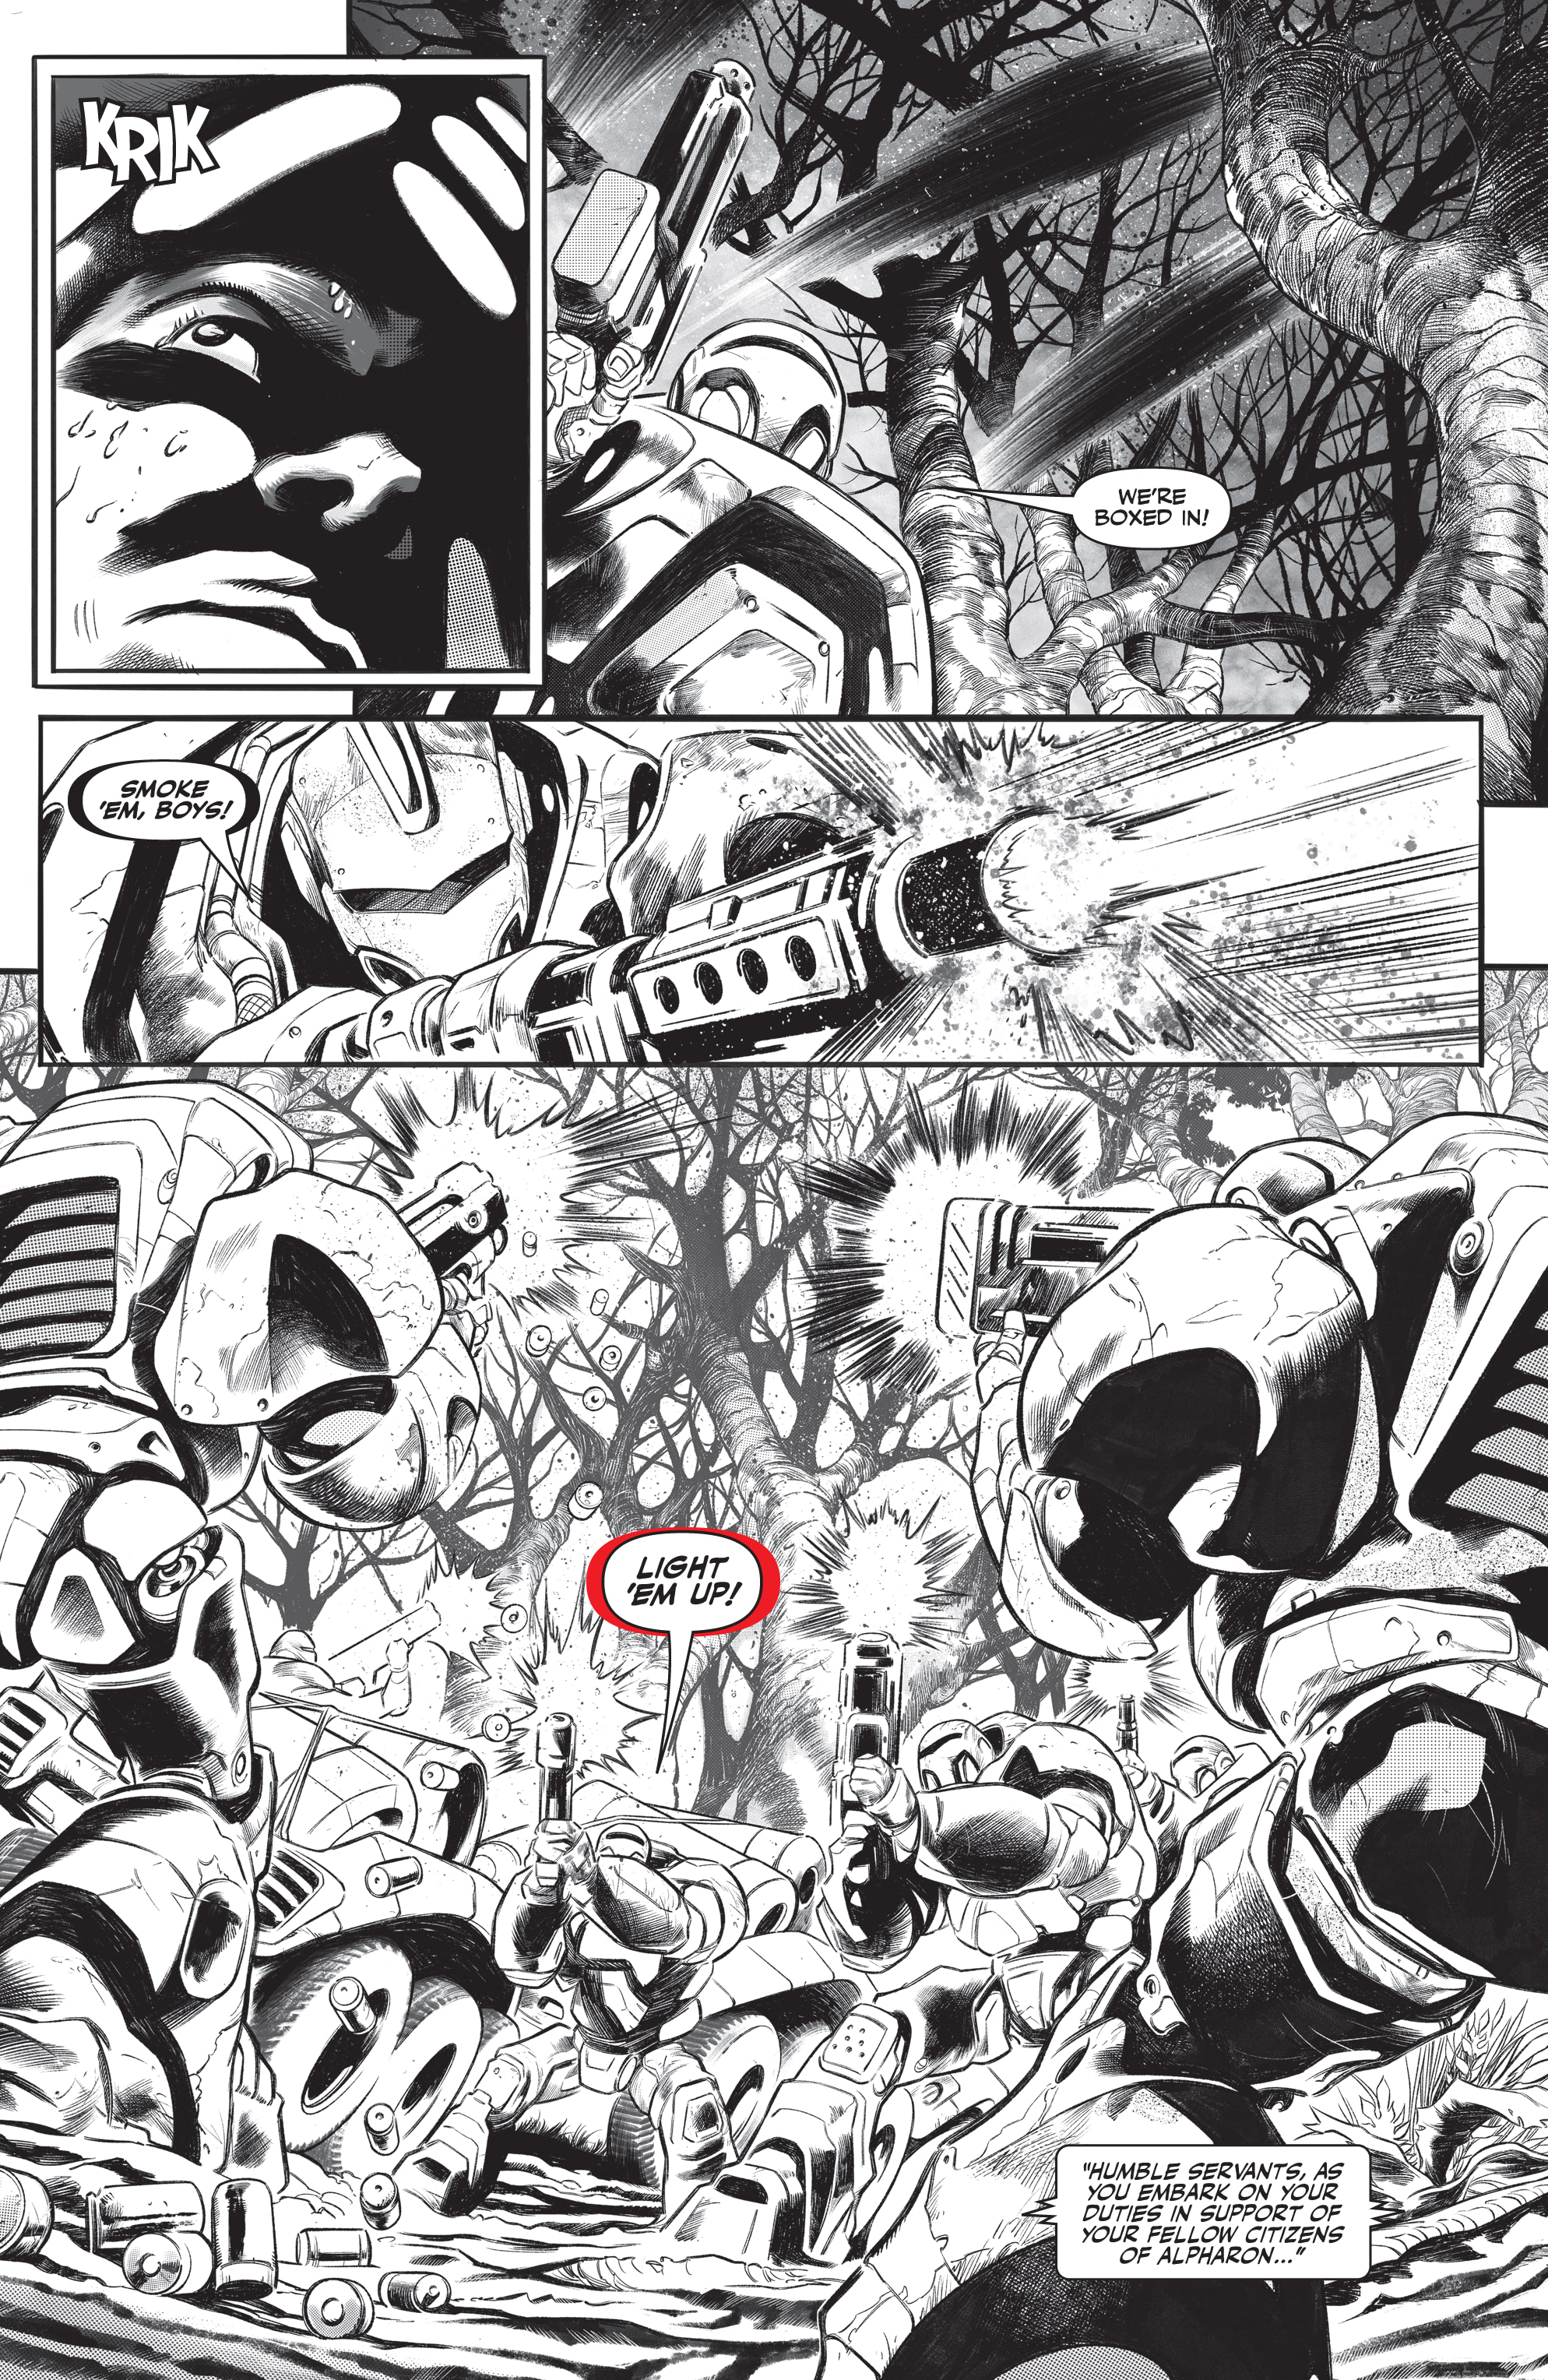 KRIK
WE'RE
BOXED IN!
SMOKE
'EM, BOYS!
LIGHT
'EM UP!
"HUMBLE SERVANTS, AS
YOU EMBARK ON YOUR
DUTIES IN SUPPORT OF
YOUR FELLOW CITIZENS
OF ALPHARON..."